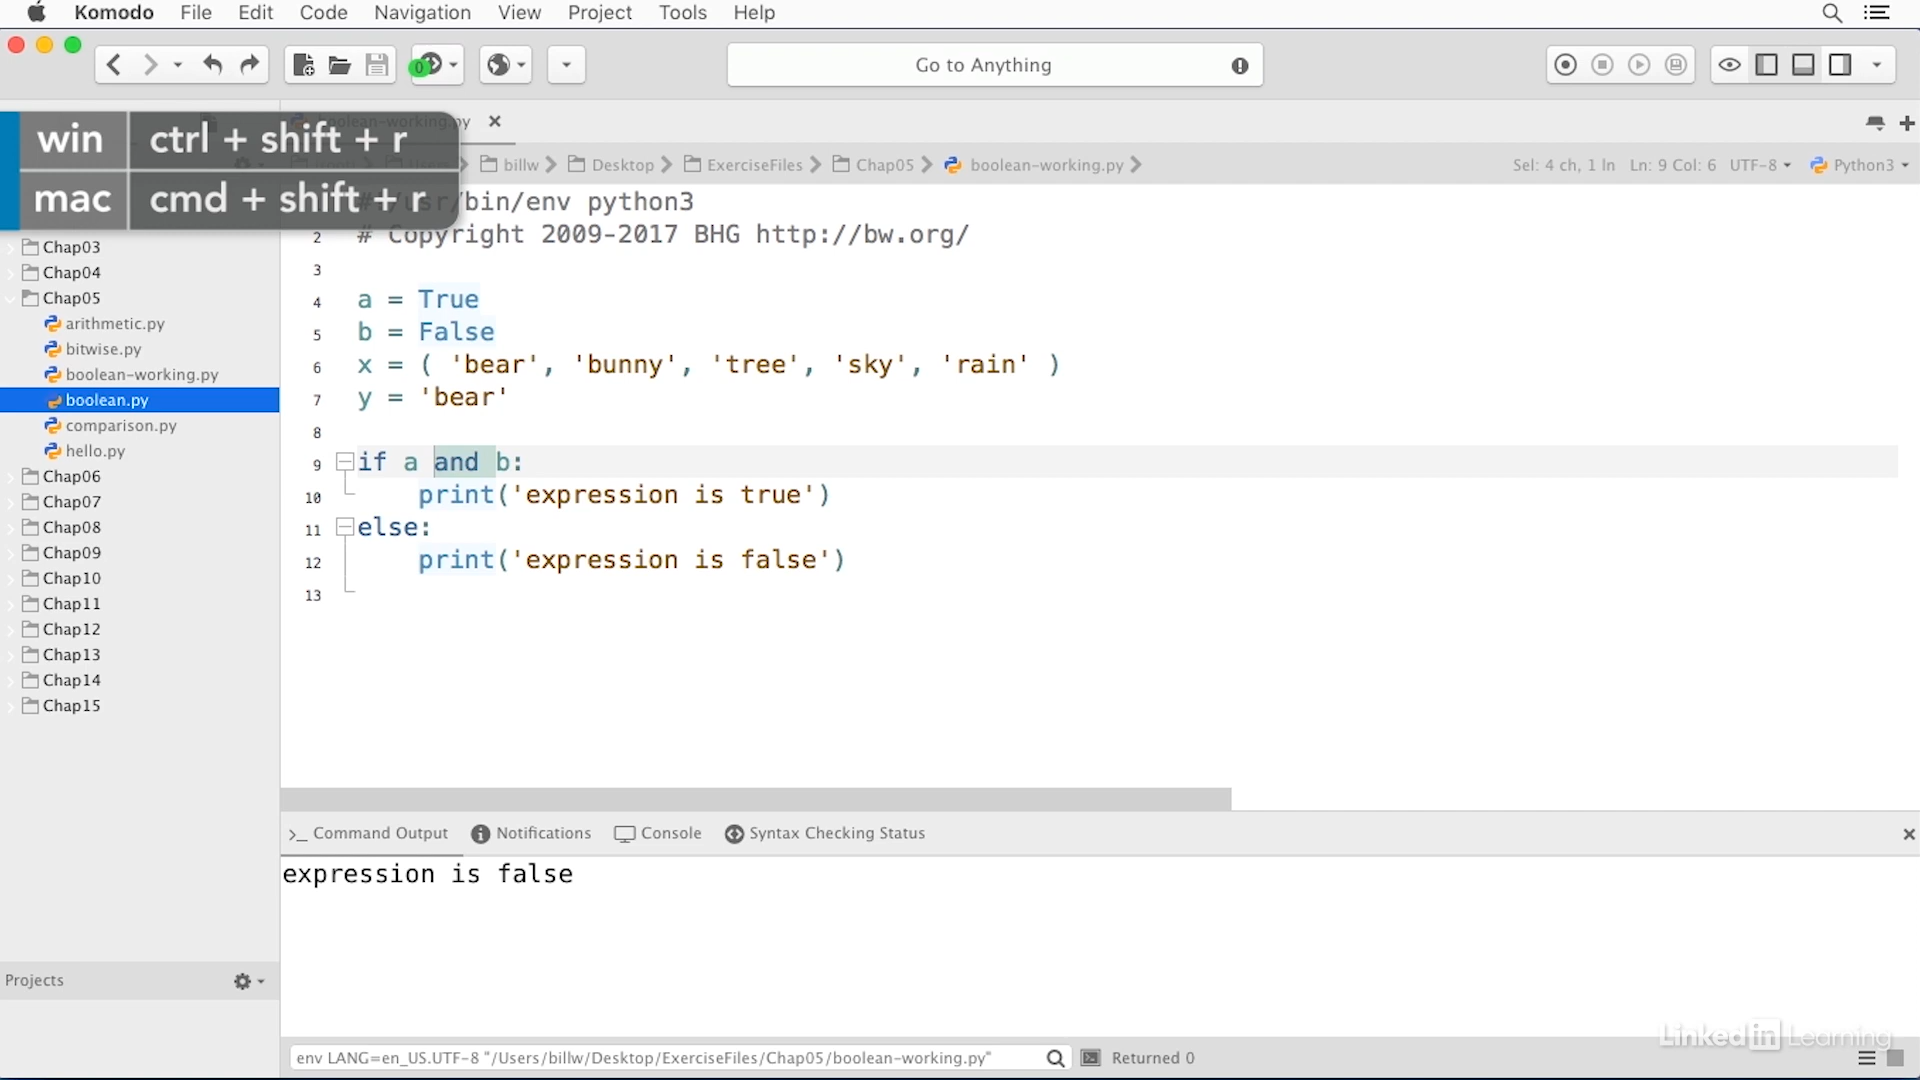 Komodo File Edit Code Navigation View Project Tools Help
0 Go to Anything
win ctrl + shift + r
mac cmd + shift + r
boolean-working.py
billw Desktop ExerciseFiles Chap05 boolean-working.py Sel: 4 ch, 1 ln Ln: 9 Col: 6 UTF-8 Python3
Chap03
Chap04
Chap05
arithmetic.py
bitwise.py
boolean-working.py
boolean.py
comparison.py
hello.py
Chap06
Chap07
Chap08
Chap09
Chap10
Chap11
Chap12
Chap13
Chap14
Chap15
Projects
/usr/bin/env python3
2 # Copyright 2009-2017 BHG http://bw.org/
3
4 a = True
5 b = False
6 x = ( 'bear', 'bunny', 'tree', 'sky', 'rain' )
7 y = 'bear'
8
9 if a and b:
10 print('expression is true')
11 else:
12 print('expression is false')
13
>_ Command Output Notifications Console Syntax Checking Status
expression is false
env LANG=en_US.UTF-8 "/Users/billw/Desktop/ExerciseFiles/Chap05/boolean-working.py" Returned 0
Linked in Learning